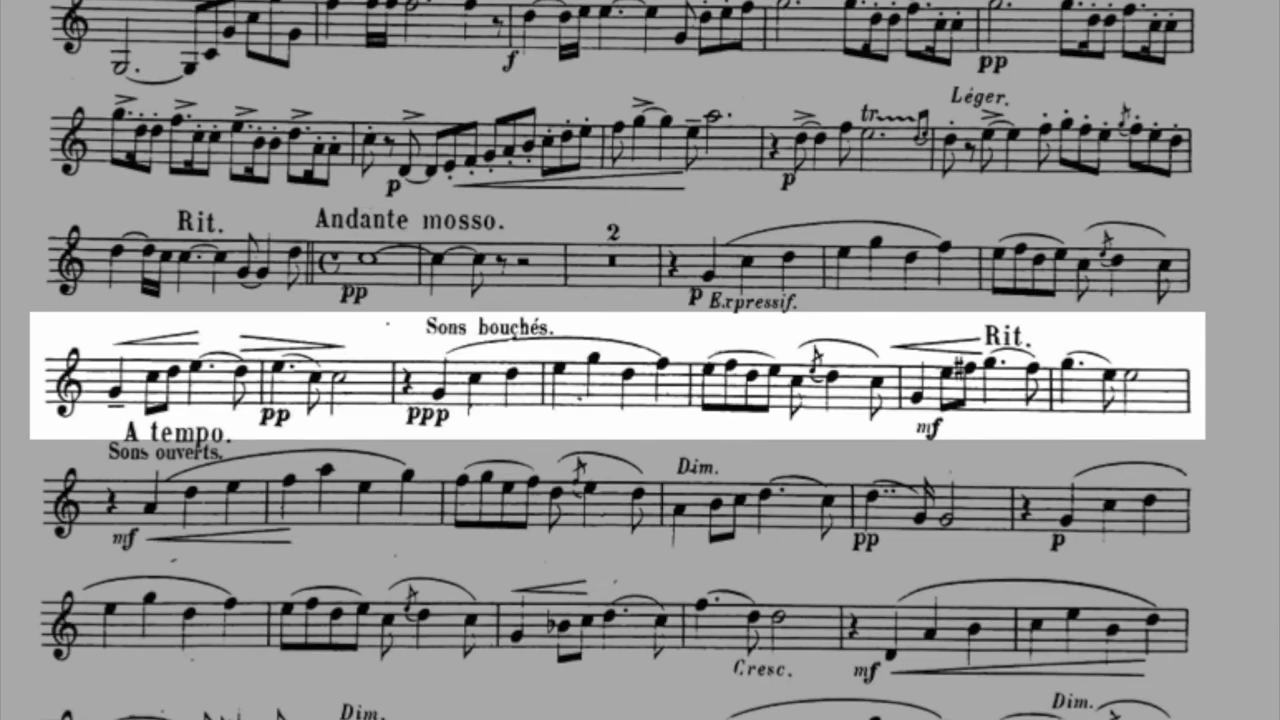 f
pp
Léger.
tr
p
p
Rit. Andante mosso.
2
pp
p Expressif.
Sons bouchés.
Rit.
pp
ppp
mf
A tempo.
Sons ouverts.
Dim.
mf
pp
p
Cresc.
mf
Dim.
Dim.